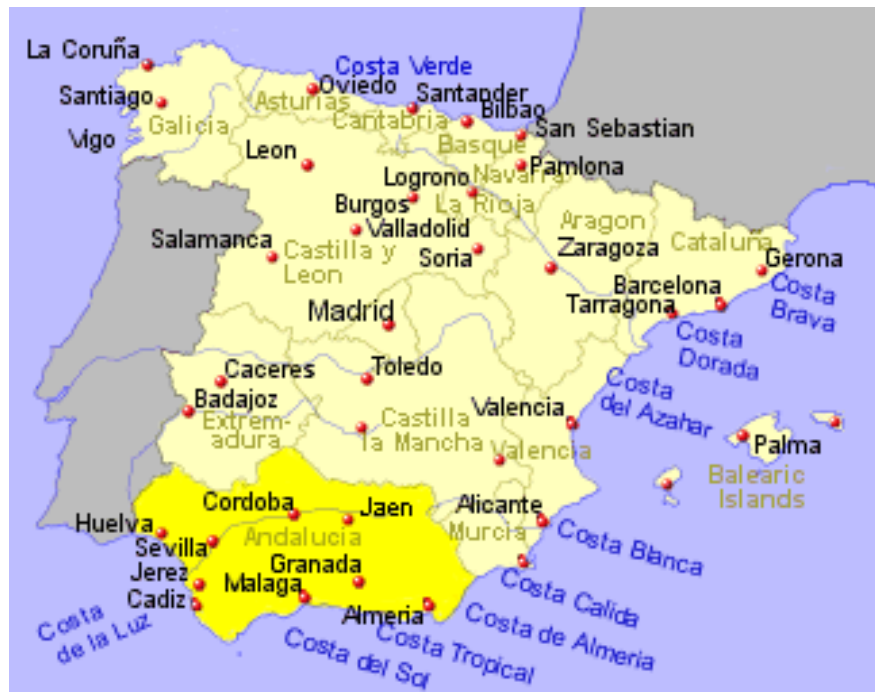 La Coruña
Costa Verde
Oviedo
Santiago
Asturias
Santander
Cantabria
Bilbao
Vigo
Galicia
San Sebastian
Basque
Leon
Pamlona
Logrono
Navarra
Burgos
La Rioja
Valladolid
Aragon
Salamanca
Castilla y
Leon
Soria
Zaragoza
Cataluña
Gerona
Barcelona
Tarragona
Costa
Brava
Madrid
Costa
Dorada
Caceres
Toledo
Costa
del Azahar
Badajoz
Valencia
Extrem-
adura
Castilla
la Mancha
Valencia
Palma
Balearic
Islands
Cordoba
Jaen
Alicante
Huelva
Murcia
Sevilla
Andalucía
Costa Blanca
Jerez
Granada
Malaga
Cadiz
Almeria
Costa Calida
Costa
de la Luz
Costa de Almeria
Costa Tropical
Costa del Sol